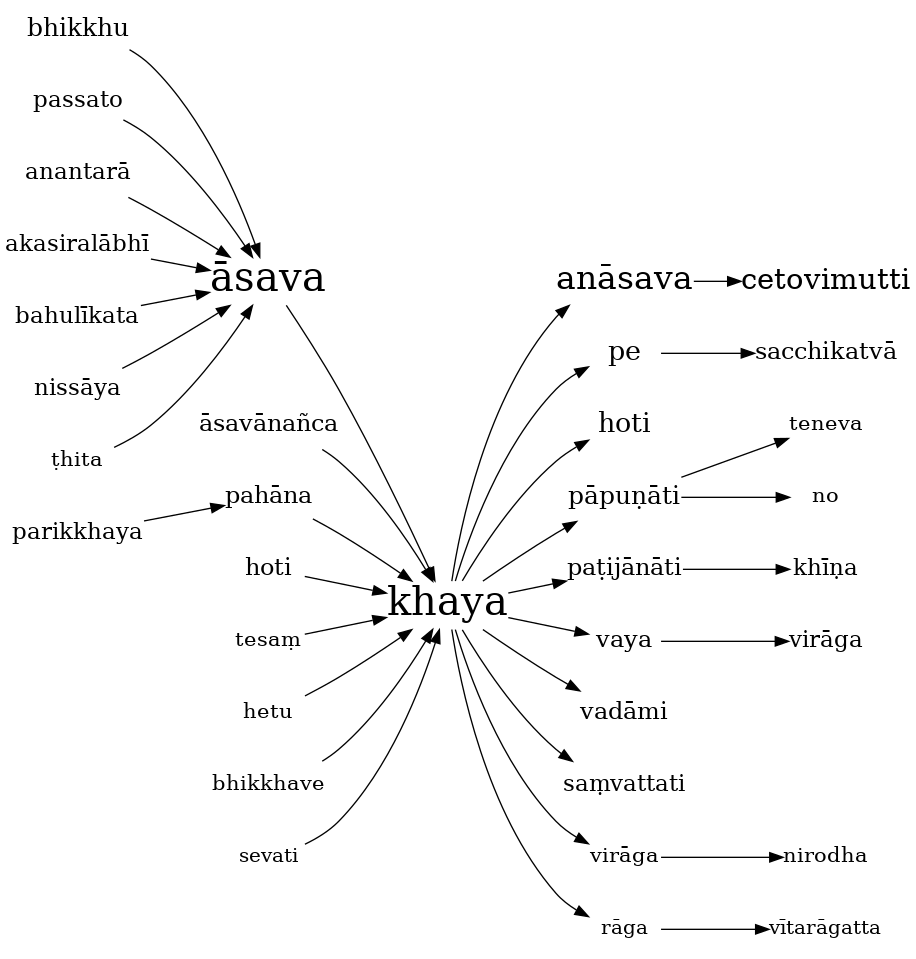 bhikkhu
passato
anantarā
akasiralābhī
bahulīkata
nissāya
ṭhita
parikkhaya
āsava
āsavānañca
pahāna
hoti
tesaṃ
hetu
bhikkhave
sevati
khaya
anāsava
pe
hoti
pāpuṇāti
paṭijānāti
vaya
vadāmi
saṃvattati
virāga
rāga
cetovimutti
sacchikatvā
teneva
no
khīṇa
virāga
nirodha
vītarāgatta